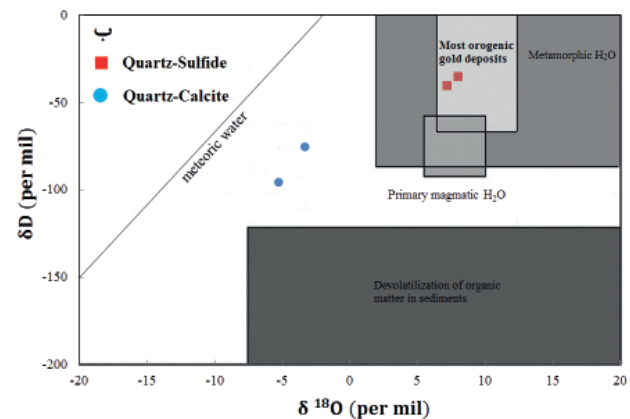 ب
Quartz-Sulfide
Quartz-Calcite
Most orogenic
gold deposits
Metamorphic H₂O
meteoric water
Primary magmatic H₂O
Devolatilization of organic
matter in sediments
0
-50
-100
-150
-200
δD (per mil)
-20
-15
-10
-5
0
5
10
15
20
δ ¹⁸O (per mil)